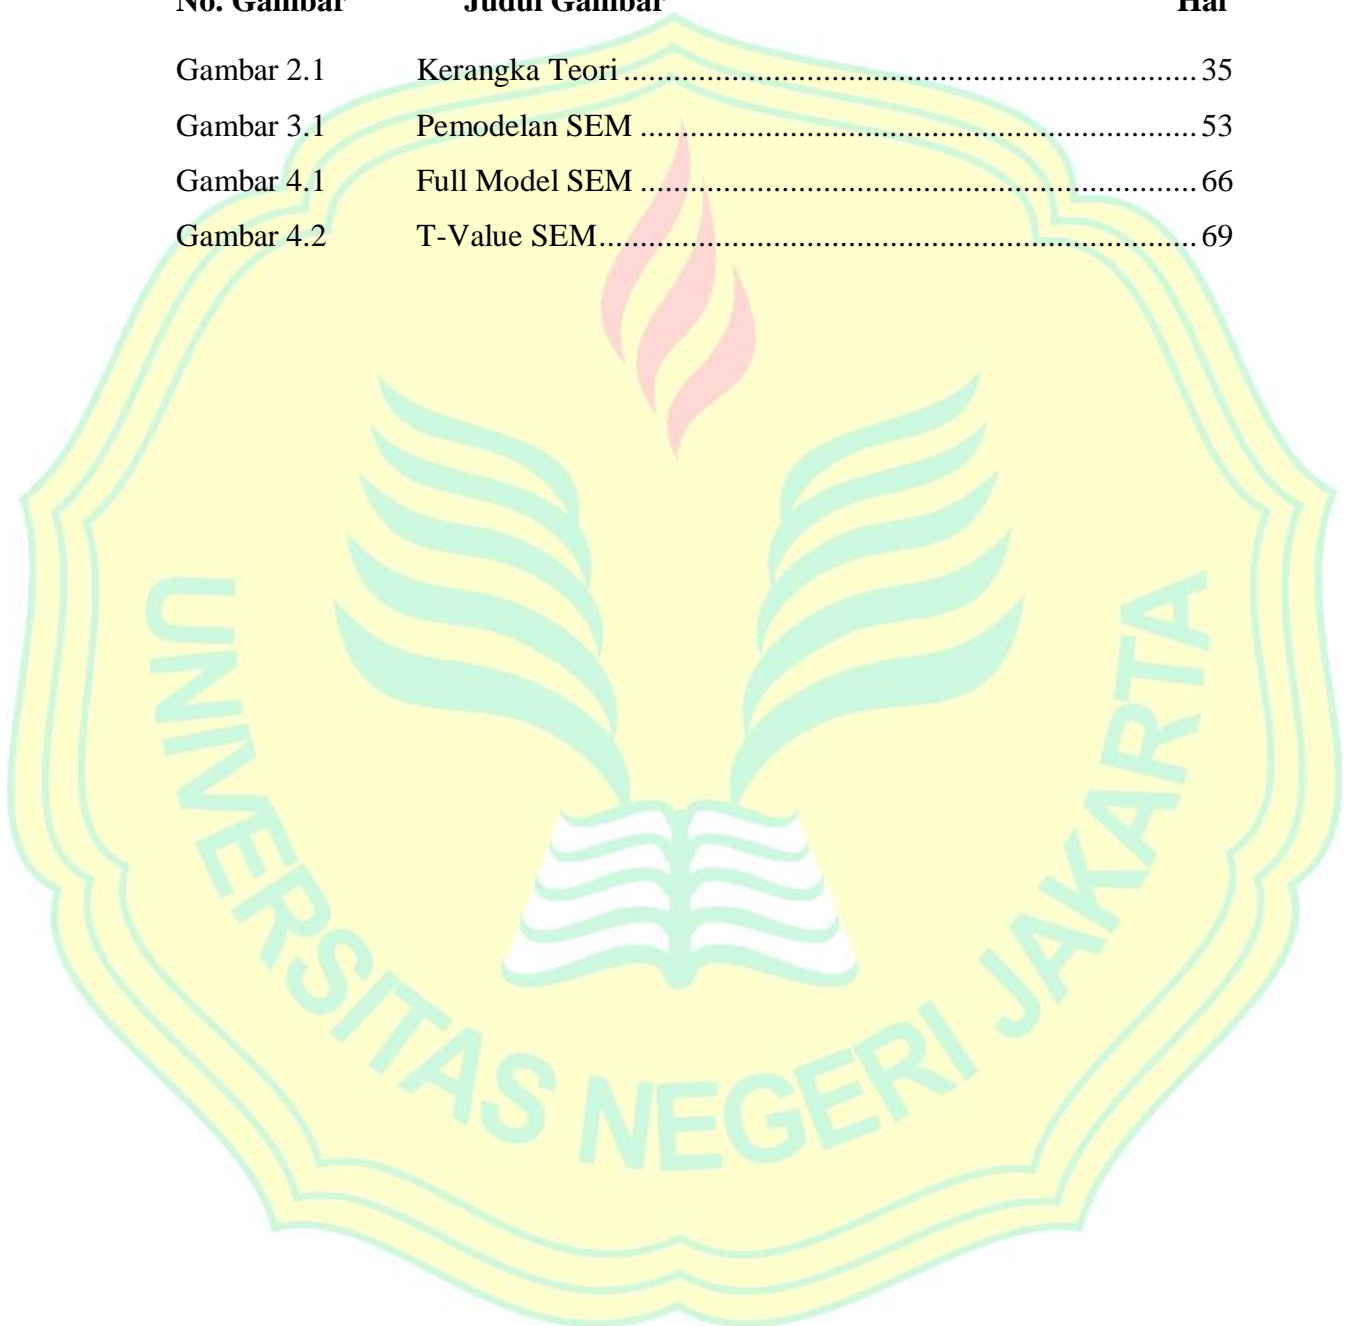 No. Gambar Judul Gambar Hal
Gambar 2.1 Kerangka Teori ........................................................................ 35
Gambar 3.1 Pemodelan SEM ...................................................................... 53
Gambar 4.1 Full Model SEM ...................................................................... 66
Gambar 4.2 T-Value SEM........................................................................... 69
UNIVERSITAS NEGERI JAKARTA